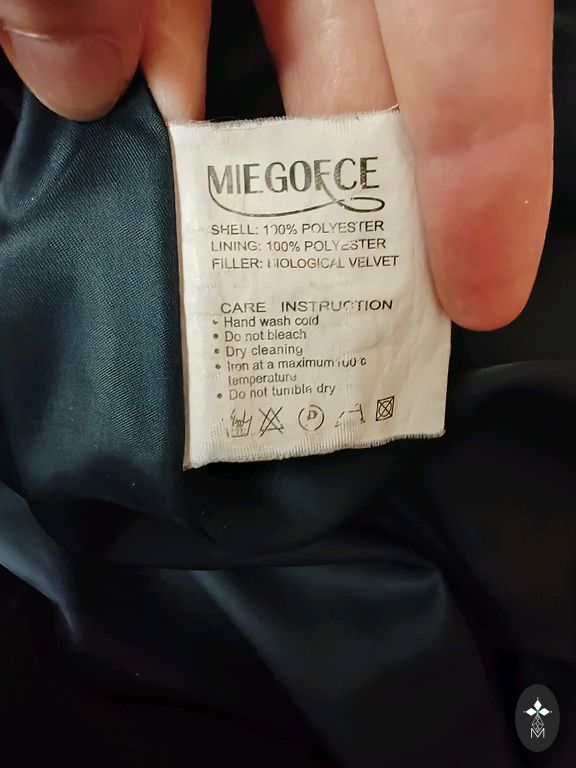 MIEGOFCE
SHELL: 100% POLYESTER
LINING: 100% POLYESTER
FILLER: BIOLOGICAL VELVET
CARE INSTRUCTION
• Hand wash cold
• Do not bleach
• Dry cleaning
• Iron at a maximum 100°c
temperature
• Do not tumble dry